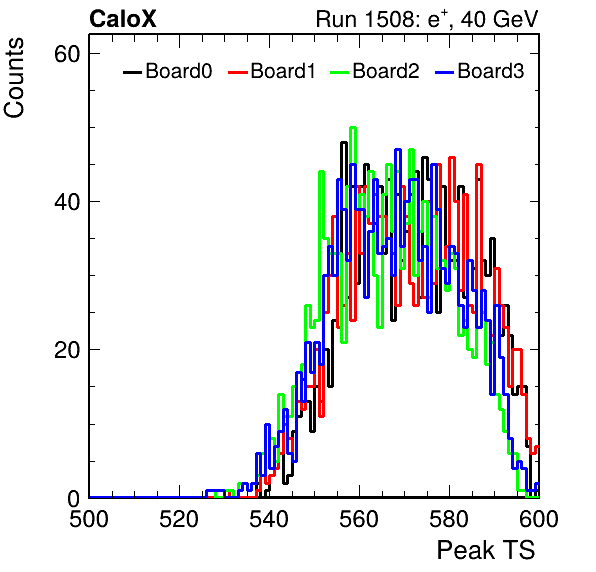 CaloX Run 1508: e+, 40 GeV
Counts
60
Board0 Board1 Board2 Board3
40
20
0
500 520 540 560 580 600
Peak TS